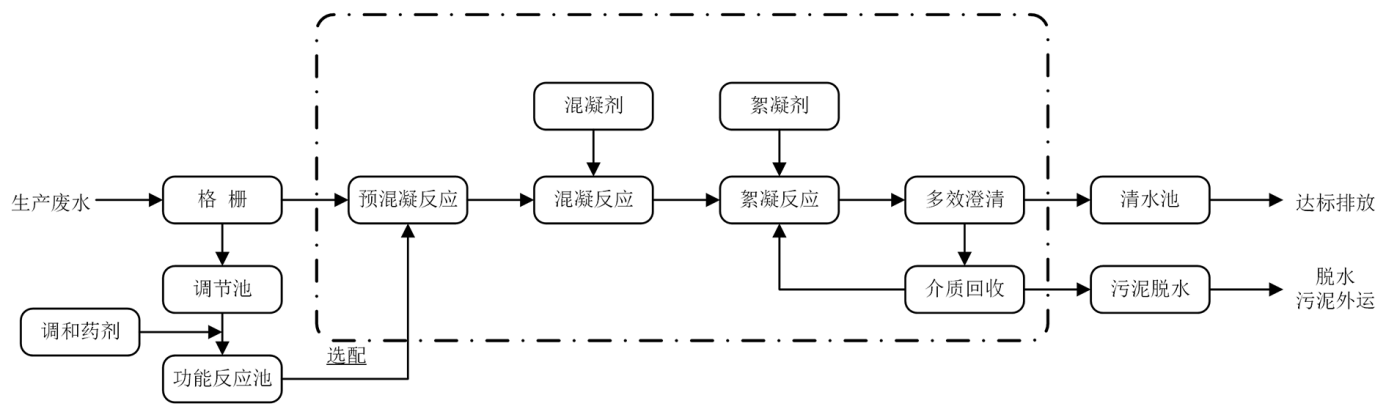 混凝剂
絮凝剂
生产废水
格 栅
预混凝反应
混凝反应
絮凝反应
多效澄清
清水池
达标排放
调节池
介质回收
污泥脱水
脱水
污泥外运
调和药剂
选配
功能反应池